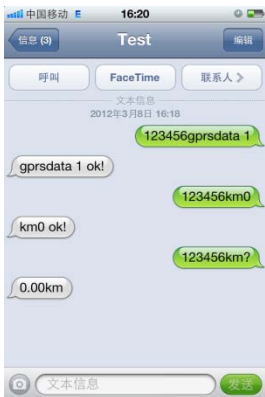 中国移动 E 16:20
信息 (3) Test 编辑
呼叫 FaceTime 联系人
文本信息
2012年3月8日 16:18
123456gprsdata 1
gprsdata 1 ok!
123456km0
km0 ok!
123456km?
0.00km
文本信息 发送